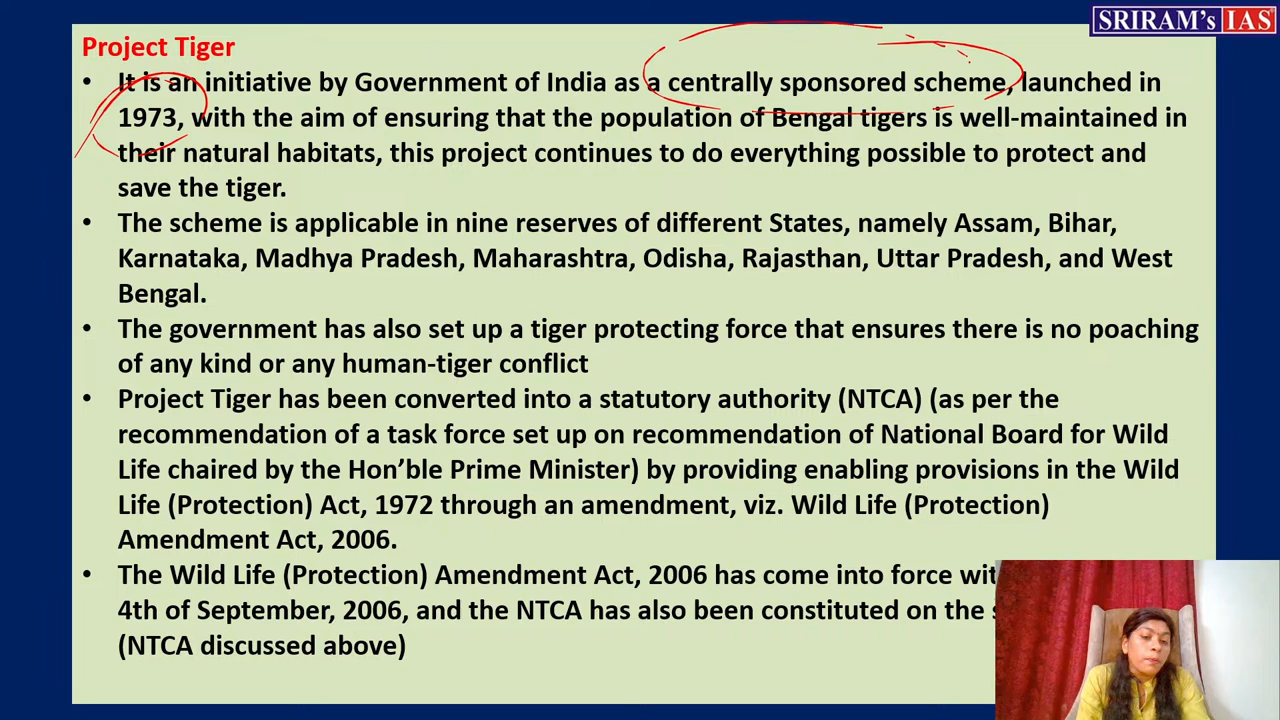 SRIRAM's IAS
Project Tiger
• It is an initiative by Government of India as a centrally sponsored scheme, launched in
1973, with the aim of ensuring that the population of Bengal tigers is well-maintained in
their natural habitats, this project continues to do everything possible to protect and
save the tiger.
• The scheme is applicable in nine reserves of different States, namely Assam, Bihar,
Karnataka, Madhya Pradesh, Maharashtra, Odisha, Rajasthan, Uttar Pradesh, and West
Bengal.
• The government has also set up a tiger protecting force that ensures there is no poaching
of any kind or any human-tiger conflict
• Project Tiger has been converted into a statutory authority (NTCA) (as per the
recommendation of a task force set up on recommendation of National Board for Wild
Life chaired by the Hon’ble Prime Minister) by providing enabling provisions in the Wild
Life (Protection) Act, 1972 through an amendment, viz. Wild Life (Protection)
Amendment Act, 2006.
• The Wild Life (Protection) Amendment Act, 2006 has come into force
4th of September, 2006, and the NTCA has also been constituted on the
(NTCA discussed above)